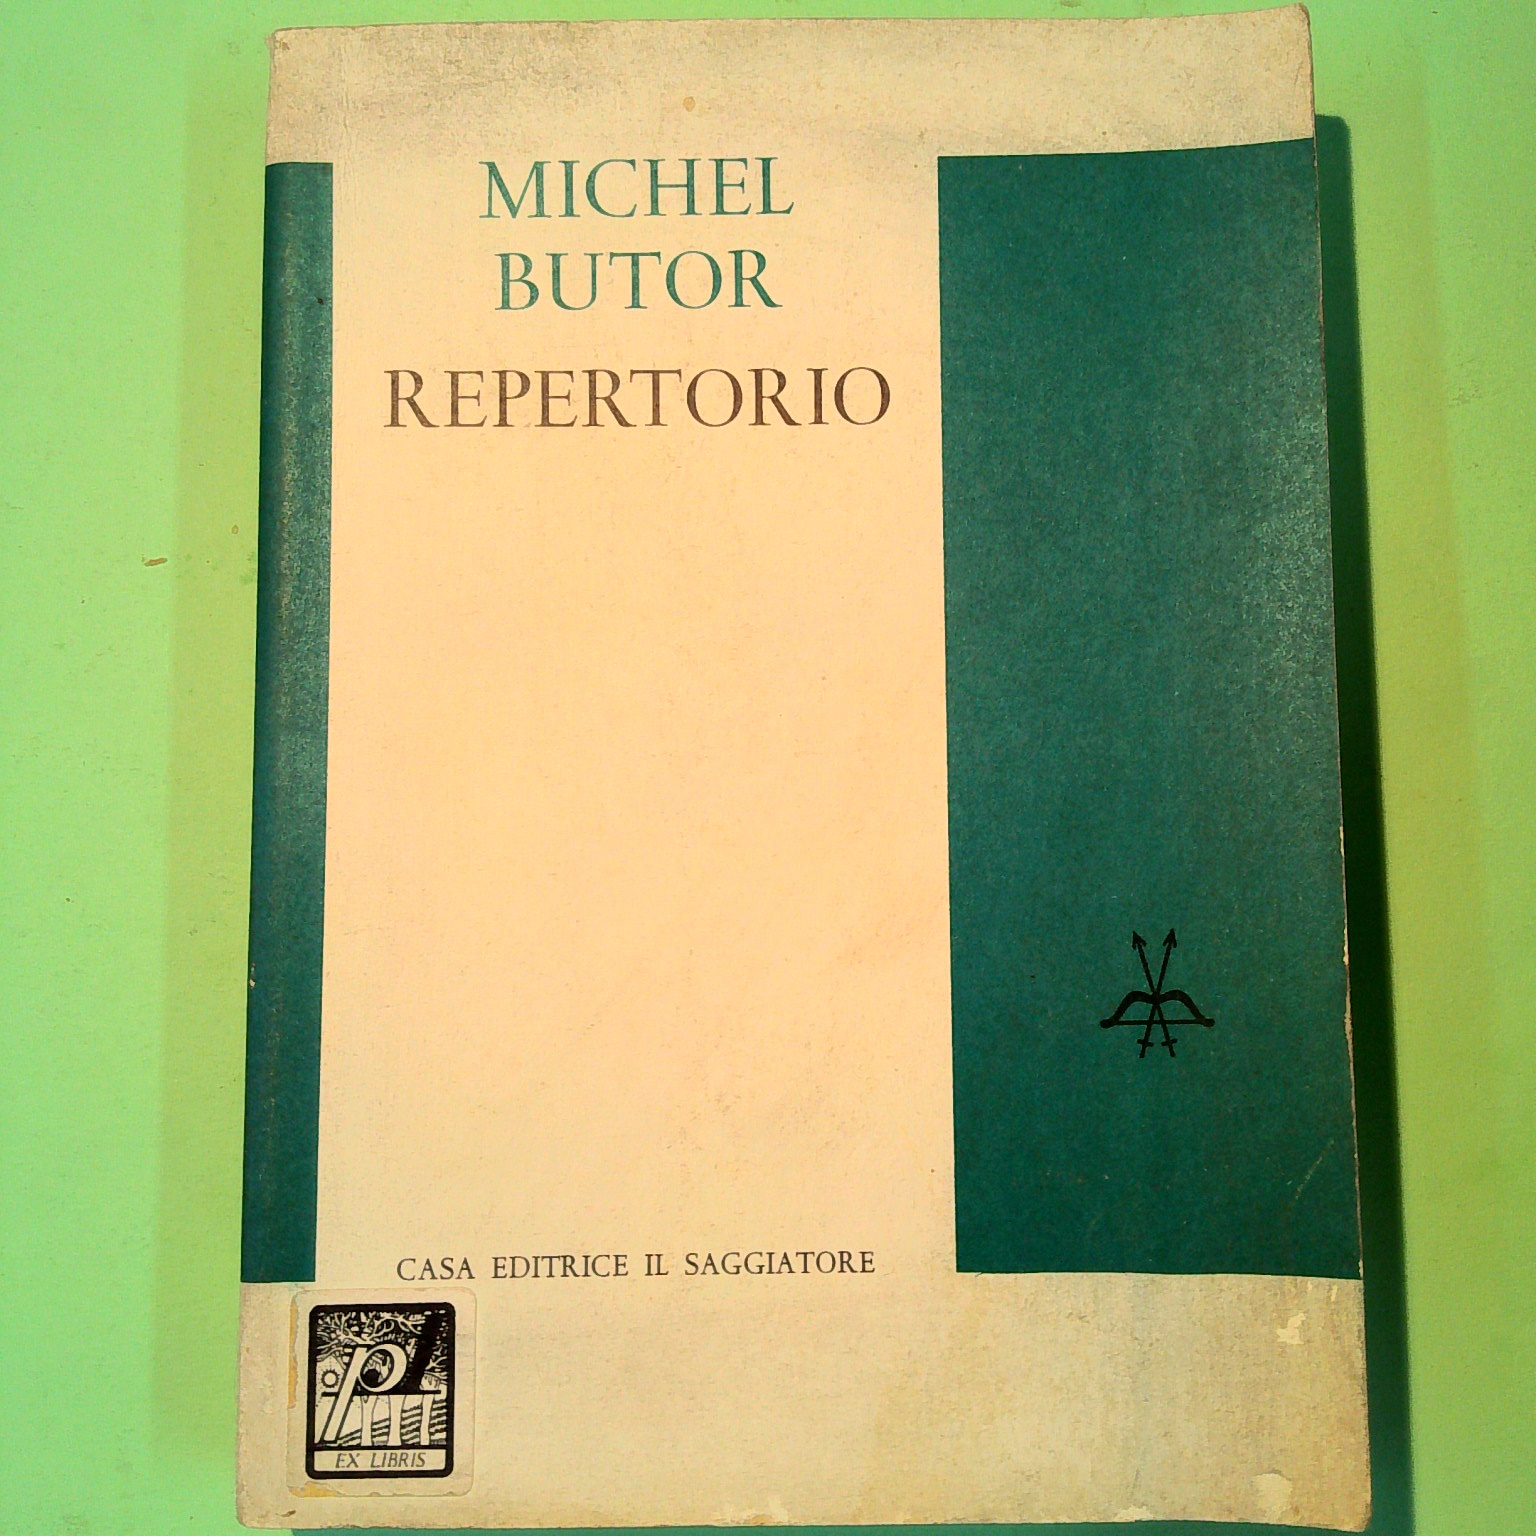 MICHEL
BUTOR
REPERTORIO
CASA EDITRICE IL SAGGIATORE
EX LIBRIS